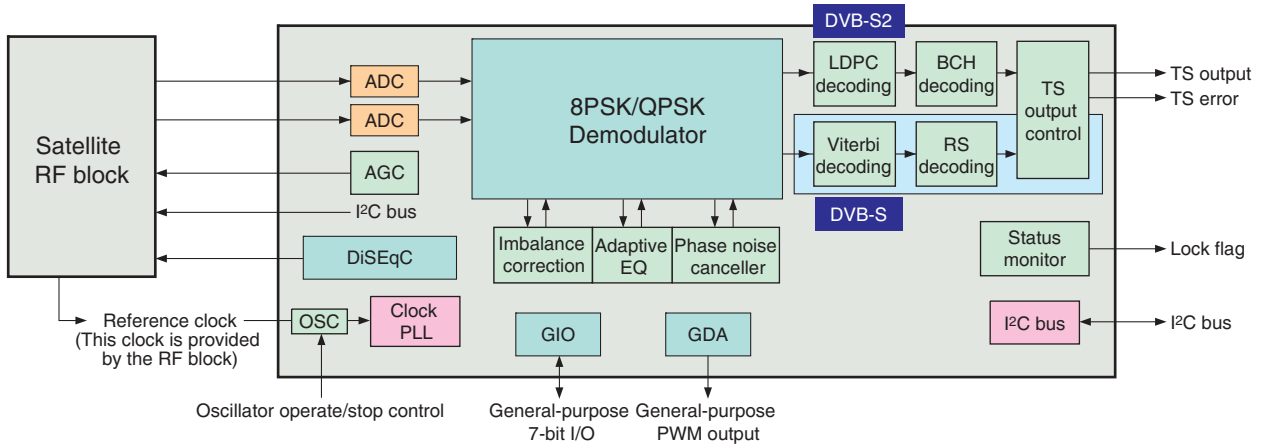 DVB-S2
Satellite
RF block
ADC
ADC
AGC
I²C bus
DiSEqC
8PSK/QPSK
Demodulator
LDPC
decoding
BCH
decoding
TS
output
control
TS output
TS error
Viterbi
decoding
RS
decoding
DVB-S
Imbalance
correction
Adaptive
EQ
Phase noise
canceller
Status
monitor
Lock flag
Reference clock
(This clock is provided
by the RF block)
OSC
Clock
PLL
GIO
GDA
I²C bus
I²C bus
Oscillator operate/stop control
General-purpose
7-bit I/O
General-purpose
PWM output